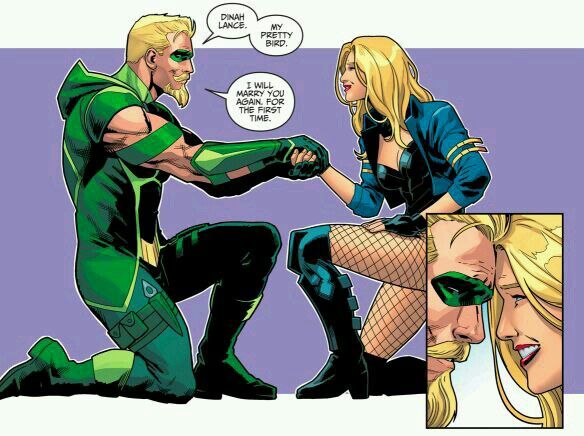 DINAH
LANCE.
MY
PRETTY
BIRD.
I WILL
MARRY YOU
AGAIN. FOR
THE FIRST
TIME.